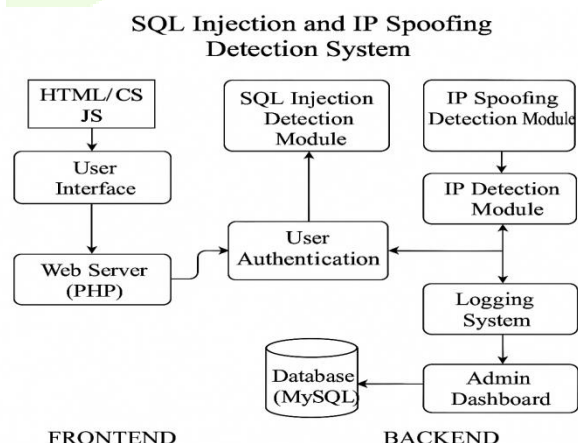 SQL Injection and IP Spoofing
Detection System
HTML/CS
JS
User
Interface
Web Server
(PHP)
SQL Injection
Detection
Module
User
Authentication
IP Spoofing
Detection Module
IP Detection
Module
Logging
System
Admin
Dashboard
Database
(MySQL)
FRONTEND
BACKEND